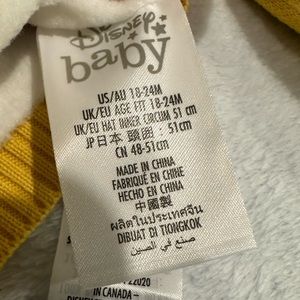 Disney
baby
US/AU 18-24M
UK/EU AGE FIT 18-24M
UK/EU HAT INNER CIRCUM 51 cm
JP 日本 頭囲 : 51cm
CN 48-51cm
MADE IN CHINA
FABRIQUÉ EN CHINE
HECHO EN CHINA
中國製
ผลิตในประเทศจีน
DIBUAT DI TIONGKOK
صنع في الصين
2020
IN CANADA –